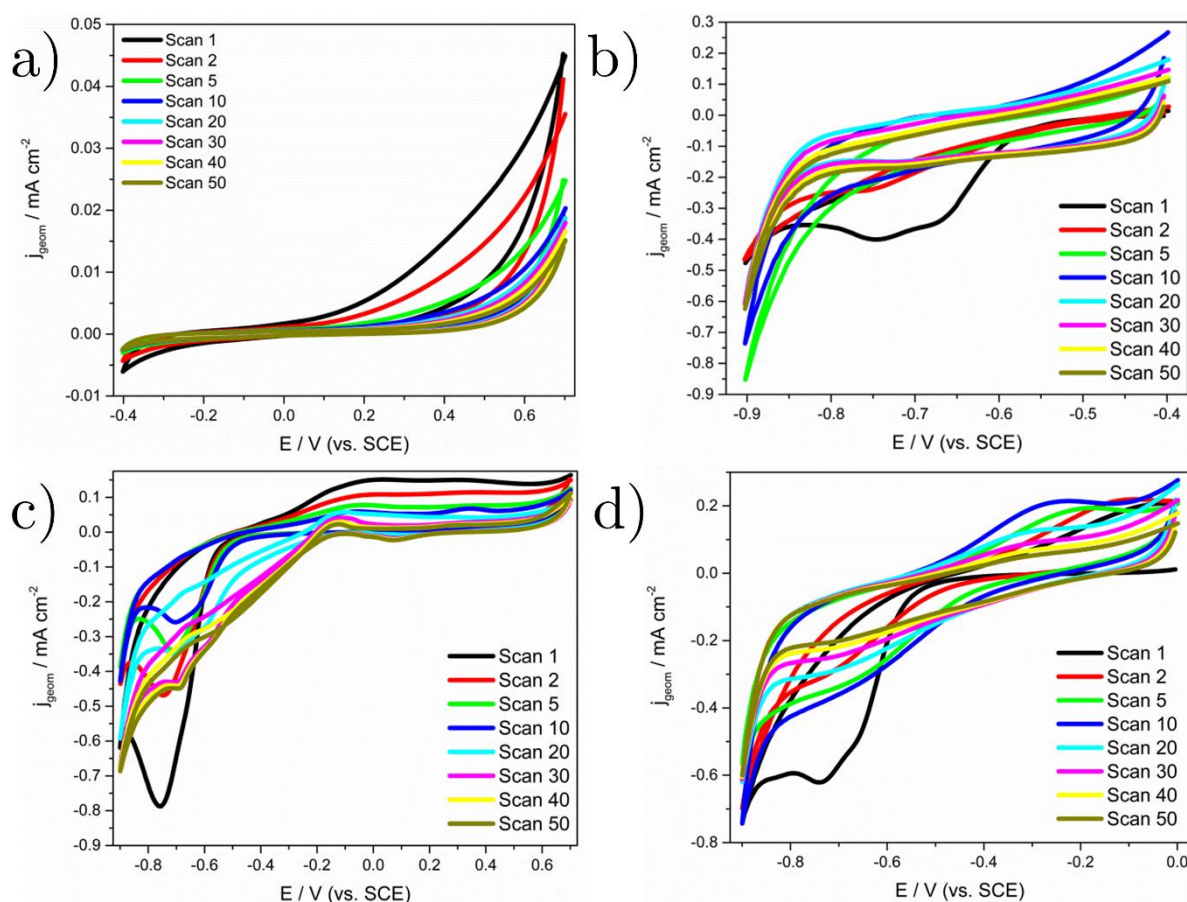 a)
0.05
0.04
0.03
0.02
0.01
0.00
-0.01
j geom / mA cm-2
Scan 1
Scan 2
Scan 5
Scan 10
Scan 20
Scan 30
Scan 40
Scan 50
-0.4 -0.2 0.0 0.2 0.4 0.6
E / V (vs. SCE)
b)
0.3
0.2
0.1
0.0
-0.1
-0.2
-0.3
-0.4
-0.5
-0.6
-0.7
-0.8
-0.9
j geom / mA cm-2
Scan 1
Scan 2
Scan 5
Scan 10
Scan 20
Scan 30
Scan 40
Scan 50
-0.9 -0.8 -0.7 -0.6 -0.5 -0.4
E / V (vs. SCE)
c)
0.1
0.0
-0.1
-0.2
-0.3
-0.4
-0.5
-0.6
-0.7
-0.8
-0.9
j geom / mA cm-2
Scan 1
Scan 2
Scan 5
Scan 10
Scan 20
Scan 30
Scan 40
Scan 50
-0.8 -0.6 -0.4 -0.2 0.0 0.2 0.4 0.6
E / V (vs. SCE)
d)
0.2
0.0
-0.2
-0.4
-0.6
-0.8
j geom / mA cm-2
Scan 1
Scan 2
Scan 5
Scan 10
Scan 20
Scan 30
Scan 40
Scan 50
-0.8 -0.6 -0.4 -0.2 0.0
E / V (vs. SCE)